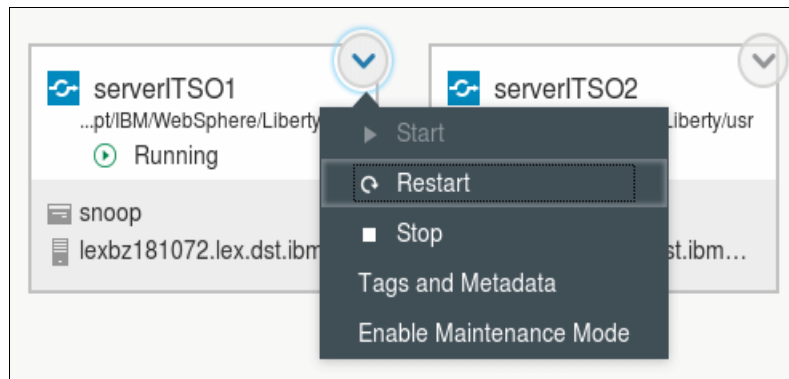 serverITSO1
...pt/IBM/WebSphere/Liberty
Running
snoop
lexbz181072.lex.dst.ibm
Start
Restart
Stop
Tags and Metadata
Enable Maintenance Mode
serverITSO2
Liberty/usr
st.ibm...